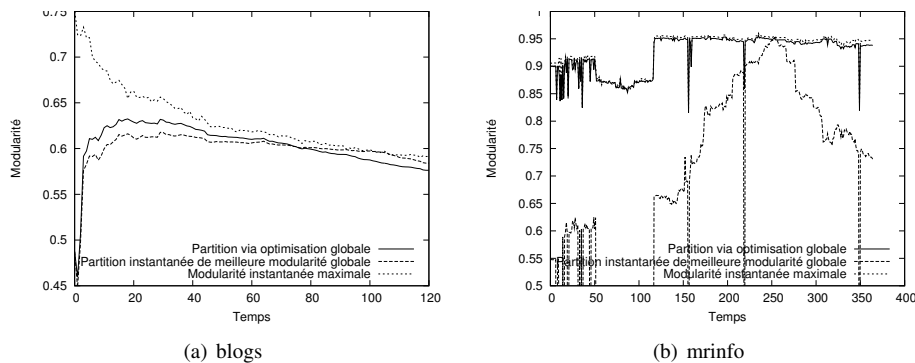 0.75
0.7
0.65
0.6
0.55
0.5
0.45
Modularité
0 20 40 60 80 100 120
Temps
Partition via optimisation globale
Partition instantanée de meilleure modularité globale
Modularité instantanée maximale
(a) blogs
1
0.95
0.9
0.85
0.8
0.75
0.7
0.65
0.6
0.55
0.5
Modularité
0 50 100 150 200 250 300 350 400
Temps
Partition via optimisation globale
Partition instantanée de meilleure modularité globale
Modularité instantanée maximale
(b) mrinfo